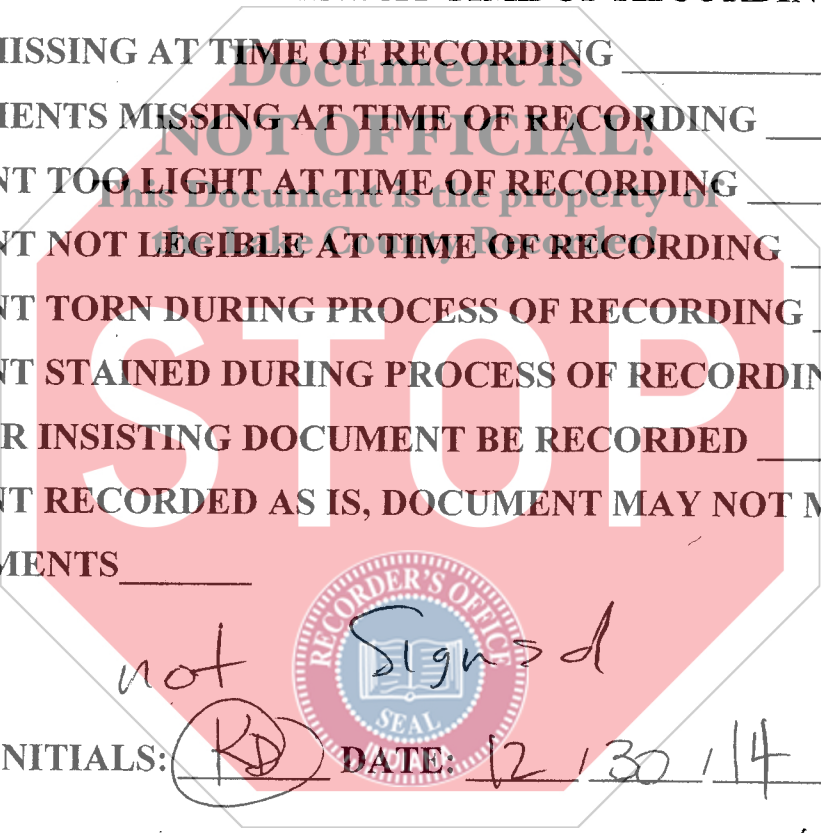 MISSING AT TIME OF RECORDING
MENTS MISSING AT TIME OF RECORDING
NT TOO LIGHT AT TIME OF RECORDING
NT NOT LEGIBLE AT TIME OF RECORDING
NT TORN DURING PROCESS OF RECORDING
NT STAINED DURING PROCESS OF RECORDIN
R INSISTING DOCUMENT BE RECORDED
NT RECORDED AS IS, DOCUMENT MAY NOT M
MENTS
not Signed
NITIALS: KD DATE: 12/30/14
Document is
NOT OFFICIAL!
This Document is the property of
the Lake County Recorder!
STOP
RECORDER'S OFFICE
SEAL
INDIANA